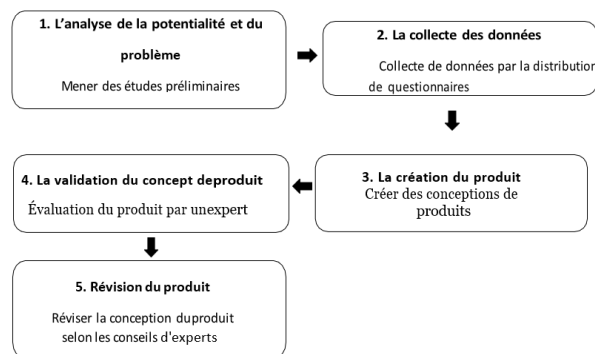 1. L’analyse de la potentialité et du
problème
Mener des études préliminaires
2. La collecte des données
Collecte de données par la distribution
de questionnaires
3. La création du produit
Créer des conceptions de
produits
4. La validation du concept deproduit
Évaluation du produit par unexpert
5. Révision du produit
Réviser la conception duproduit
selon les conseils d'experts